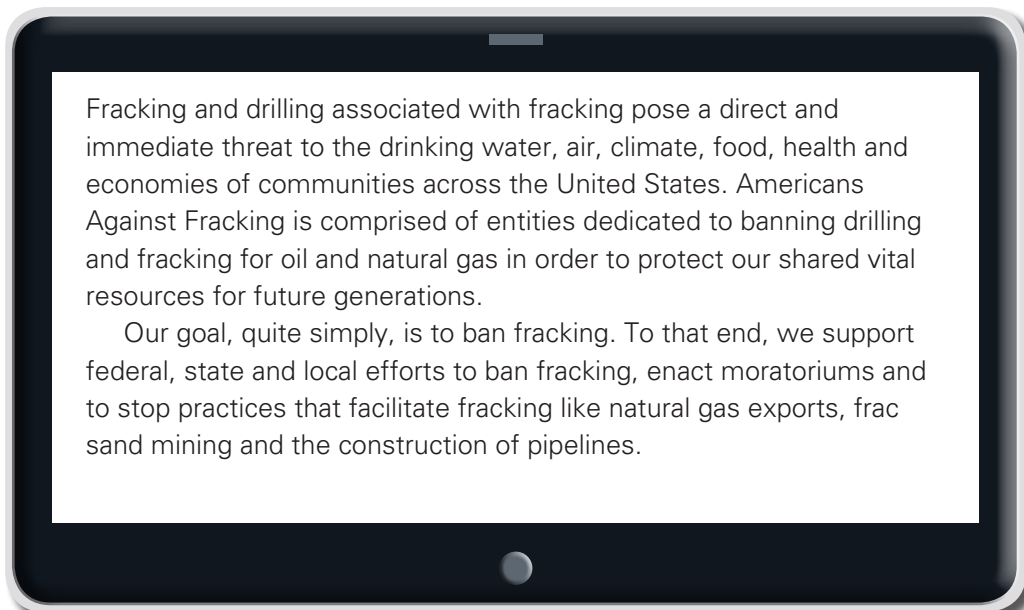 Fracking and drilling associated with fracking pose a direct and
immediate threat to the drinking water, air, climate, food, health and
economies of communities across the United States. Americans
Against Fracking is comprised of entities dedicated to banning drilling
and fracking for oil and natural gas in order to protect our shared vital
resources for future generations.
Our goal, quite simply, is to ban fracking. To that end, we support
federal, state and local efforts to ban fracking, enact moratoriums and
to stop practices that facilitate fracking like natural gas exports, frac
sand mining and the construction of pipelines.